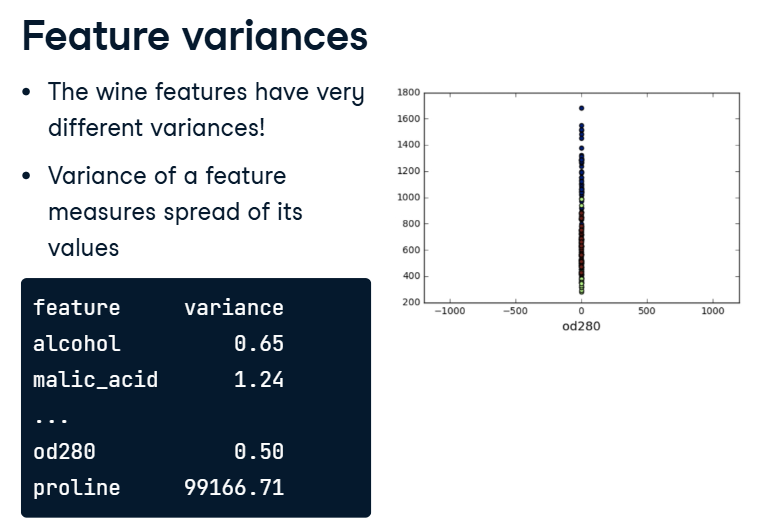 Feature variances
• The wine features have very
different variances!
• Variance of a feature
measures spread of its
values
feature variance
alcohol 0.65
malic_acid 1.24
...
od280 0.50
proline 99166.71
1800
1600
1400
1200
1000
800
600
400
200
−1000 −500 0 500 1000
od280